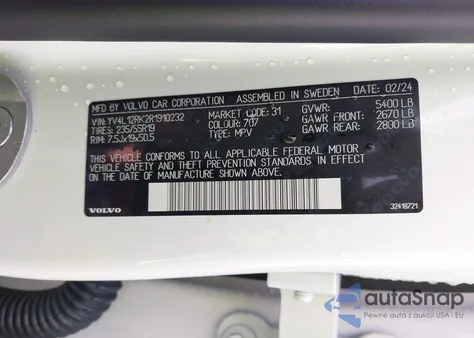 MFD BY VOLVO CAR CORPORATION ASSEMBLED IN SWEDEN 02/24
VIN:YV4L12RK2R1910232 MARKET CODE: 31 GVWR: 5400 LB
TIRES: 235/55R19 COLOUR: 707 GAWR FRONT: 2670 LB
RIM: 7.5Jx19x50.5 TYPE: MPV GAWR REAR: 2800 LB
THIS VEHICLE CONFORMS TO ALL APPLICABLE FEDERAL MOTOR
VEHICLE SAFETY AND THEFT PREVENTION STANDARDS IN EFFECT ON
THE DATE OF MANUFACTURE SHOWN ABOVE.
VOLVO 32418721
autoSnap
Pewne auta z aukcji USA - EU